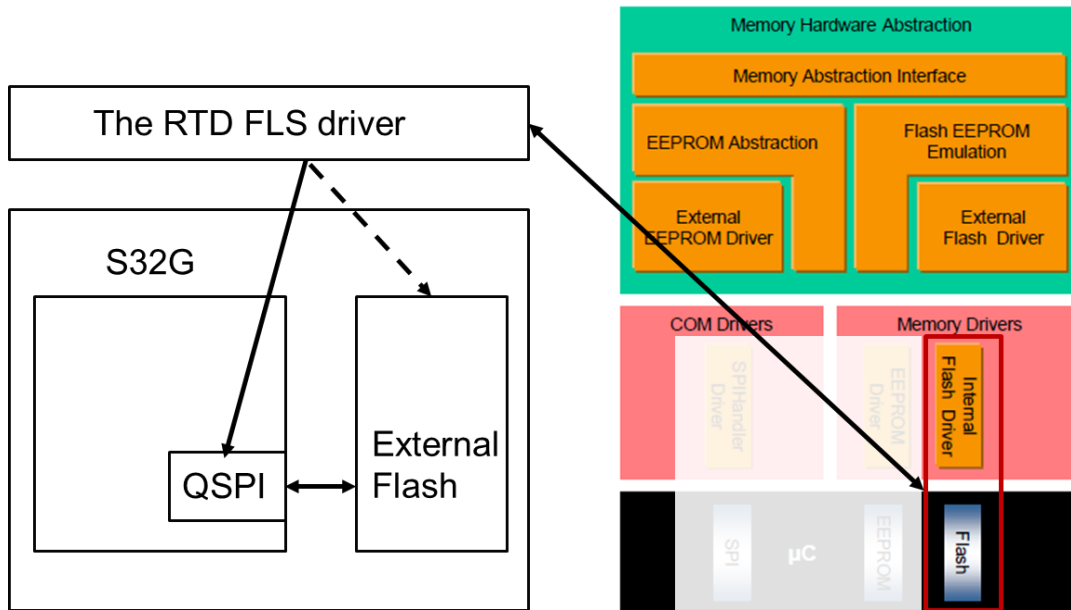 The RTD FLS driver
S32G
QSPI
External
Flash
Memory Hardware Abstraction
Memory Abstraction Interface
EEPROM Abstraction
Flash EEPROM
Emulation
External
EEPROM Driver
External
Flash Driver
COM Drivers
Memory Drivers
SPIHandler
Driver
EEPROM
Driver
Internal
Flash Driver
SPI
µC
EEPROM
Flash